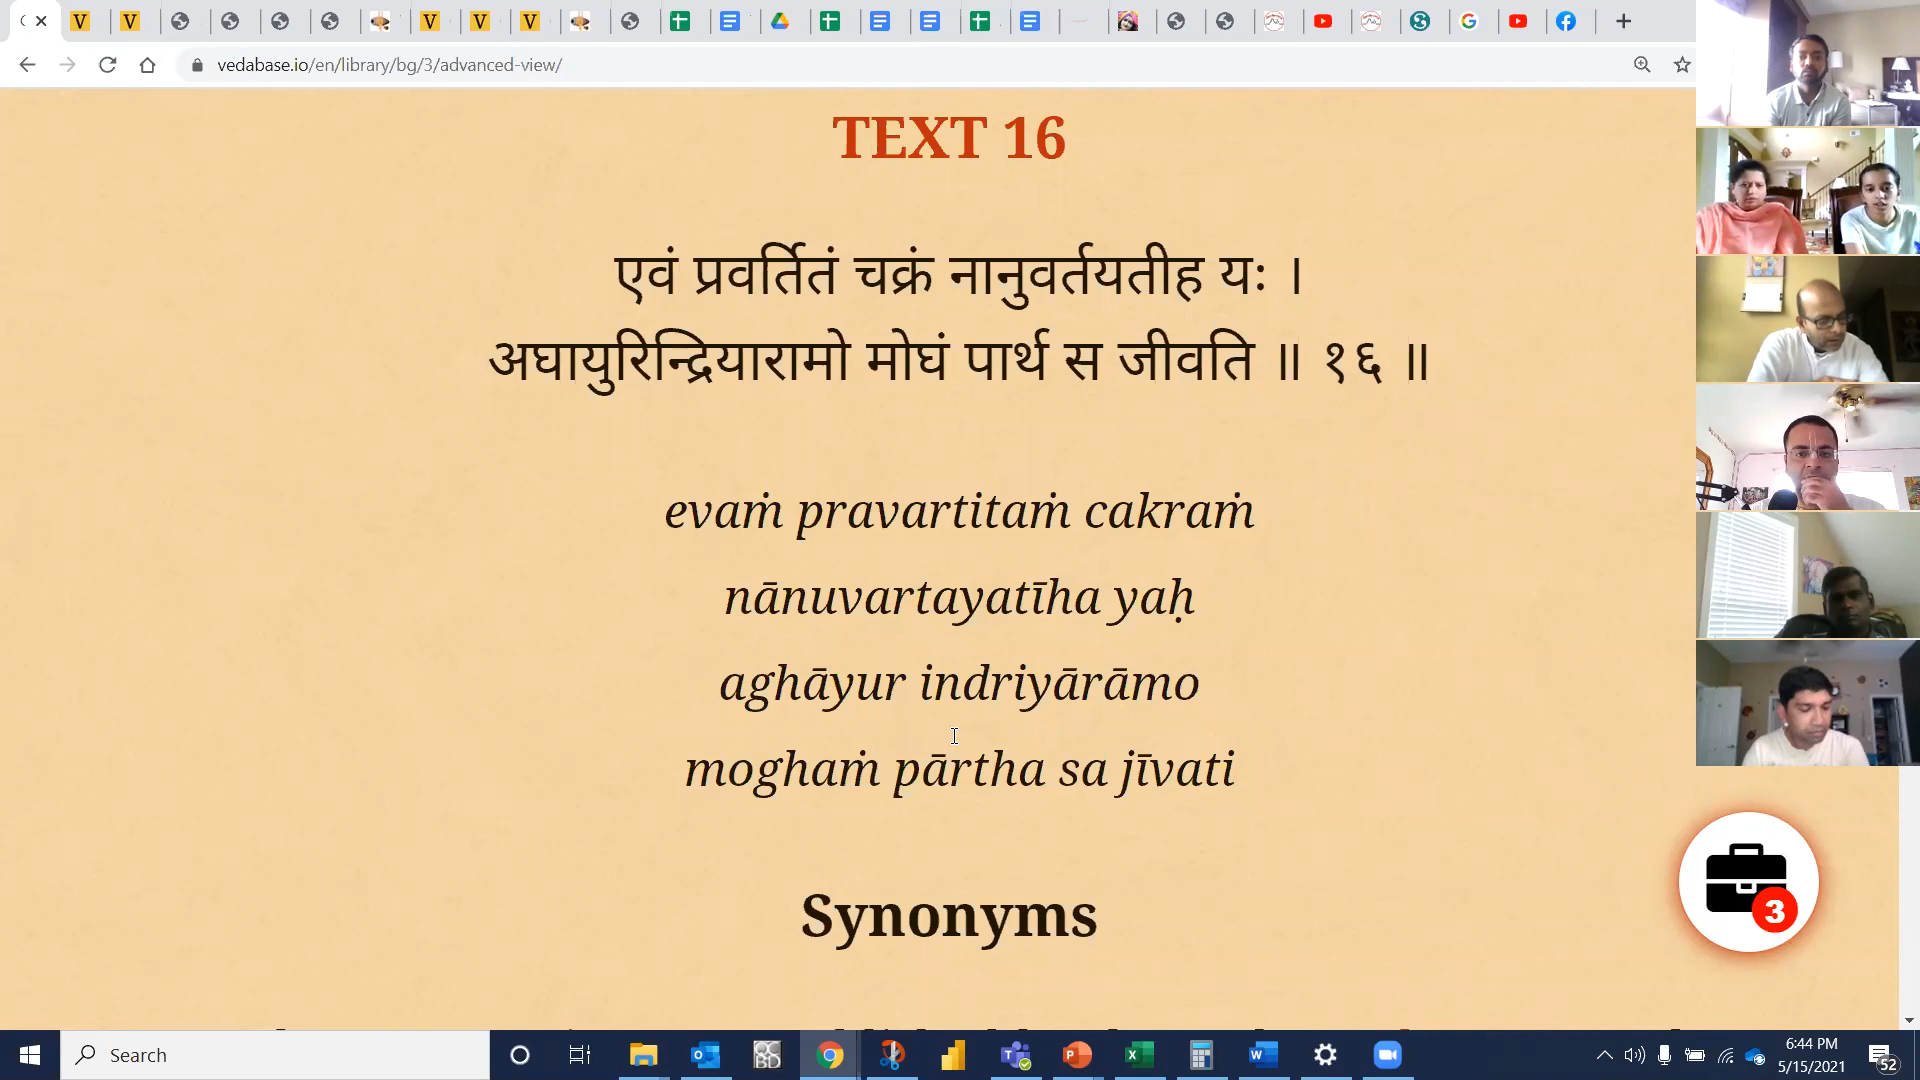 vedabase.io/en/library/bg/3/advanced-view/
TEXT 16
एवं प्रवर्तितं चक्रं नानुवर्तयतीह यः ।
अघायुरिन्द्रियारामो मोघं पार्थ स जीवति ॥ १६ ॥
evaṁ pravartitaṁ cakraṁ
nānuvartayatīha yaḥ
aghāyur indriyārāmo
moghaṁ pārtha sa jīvati
3
Synonyms
Search
6:44 PM
5/15/2021
52